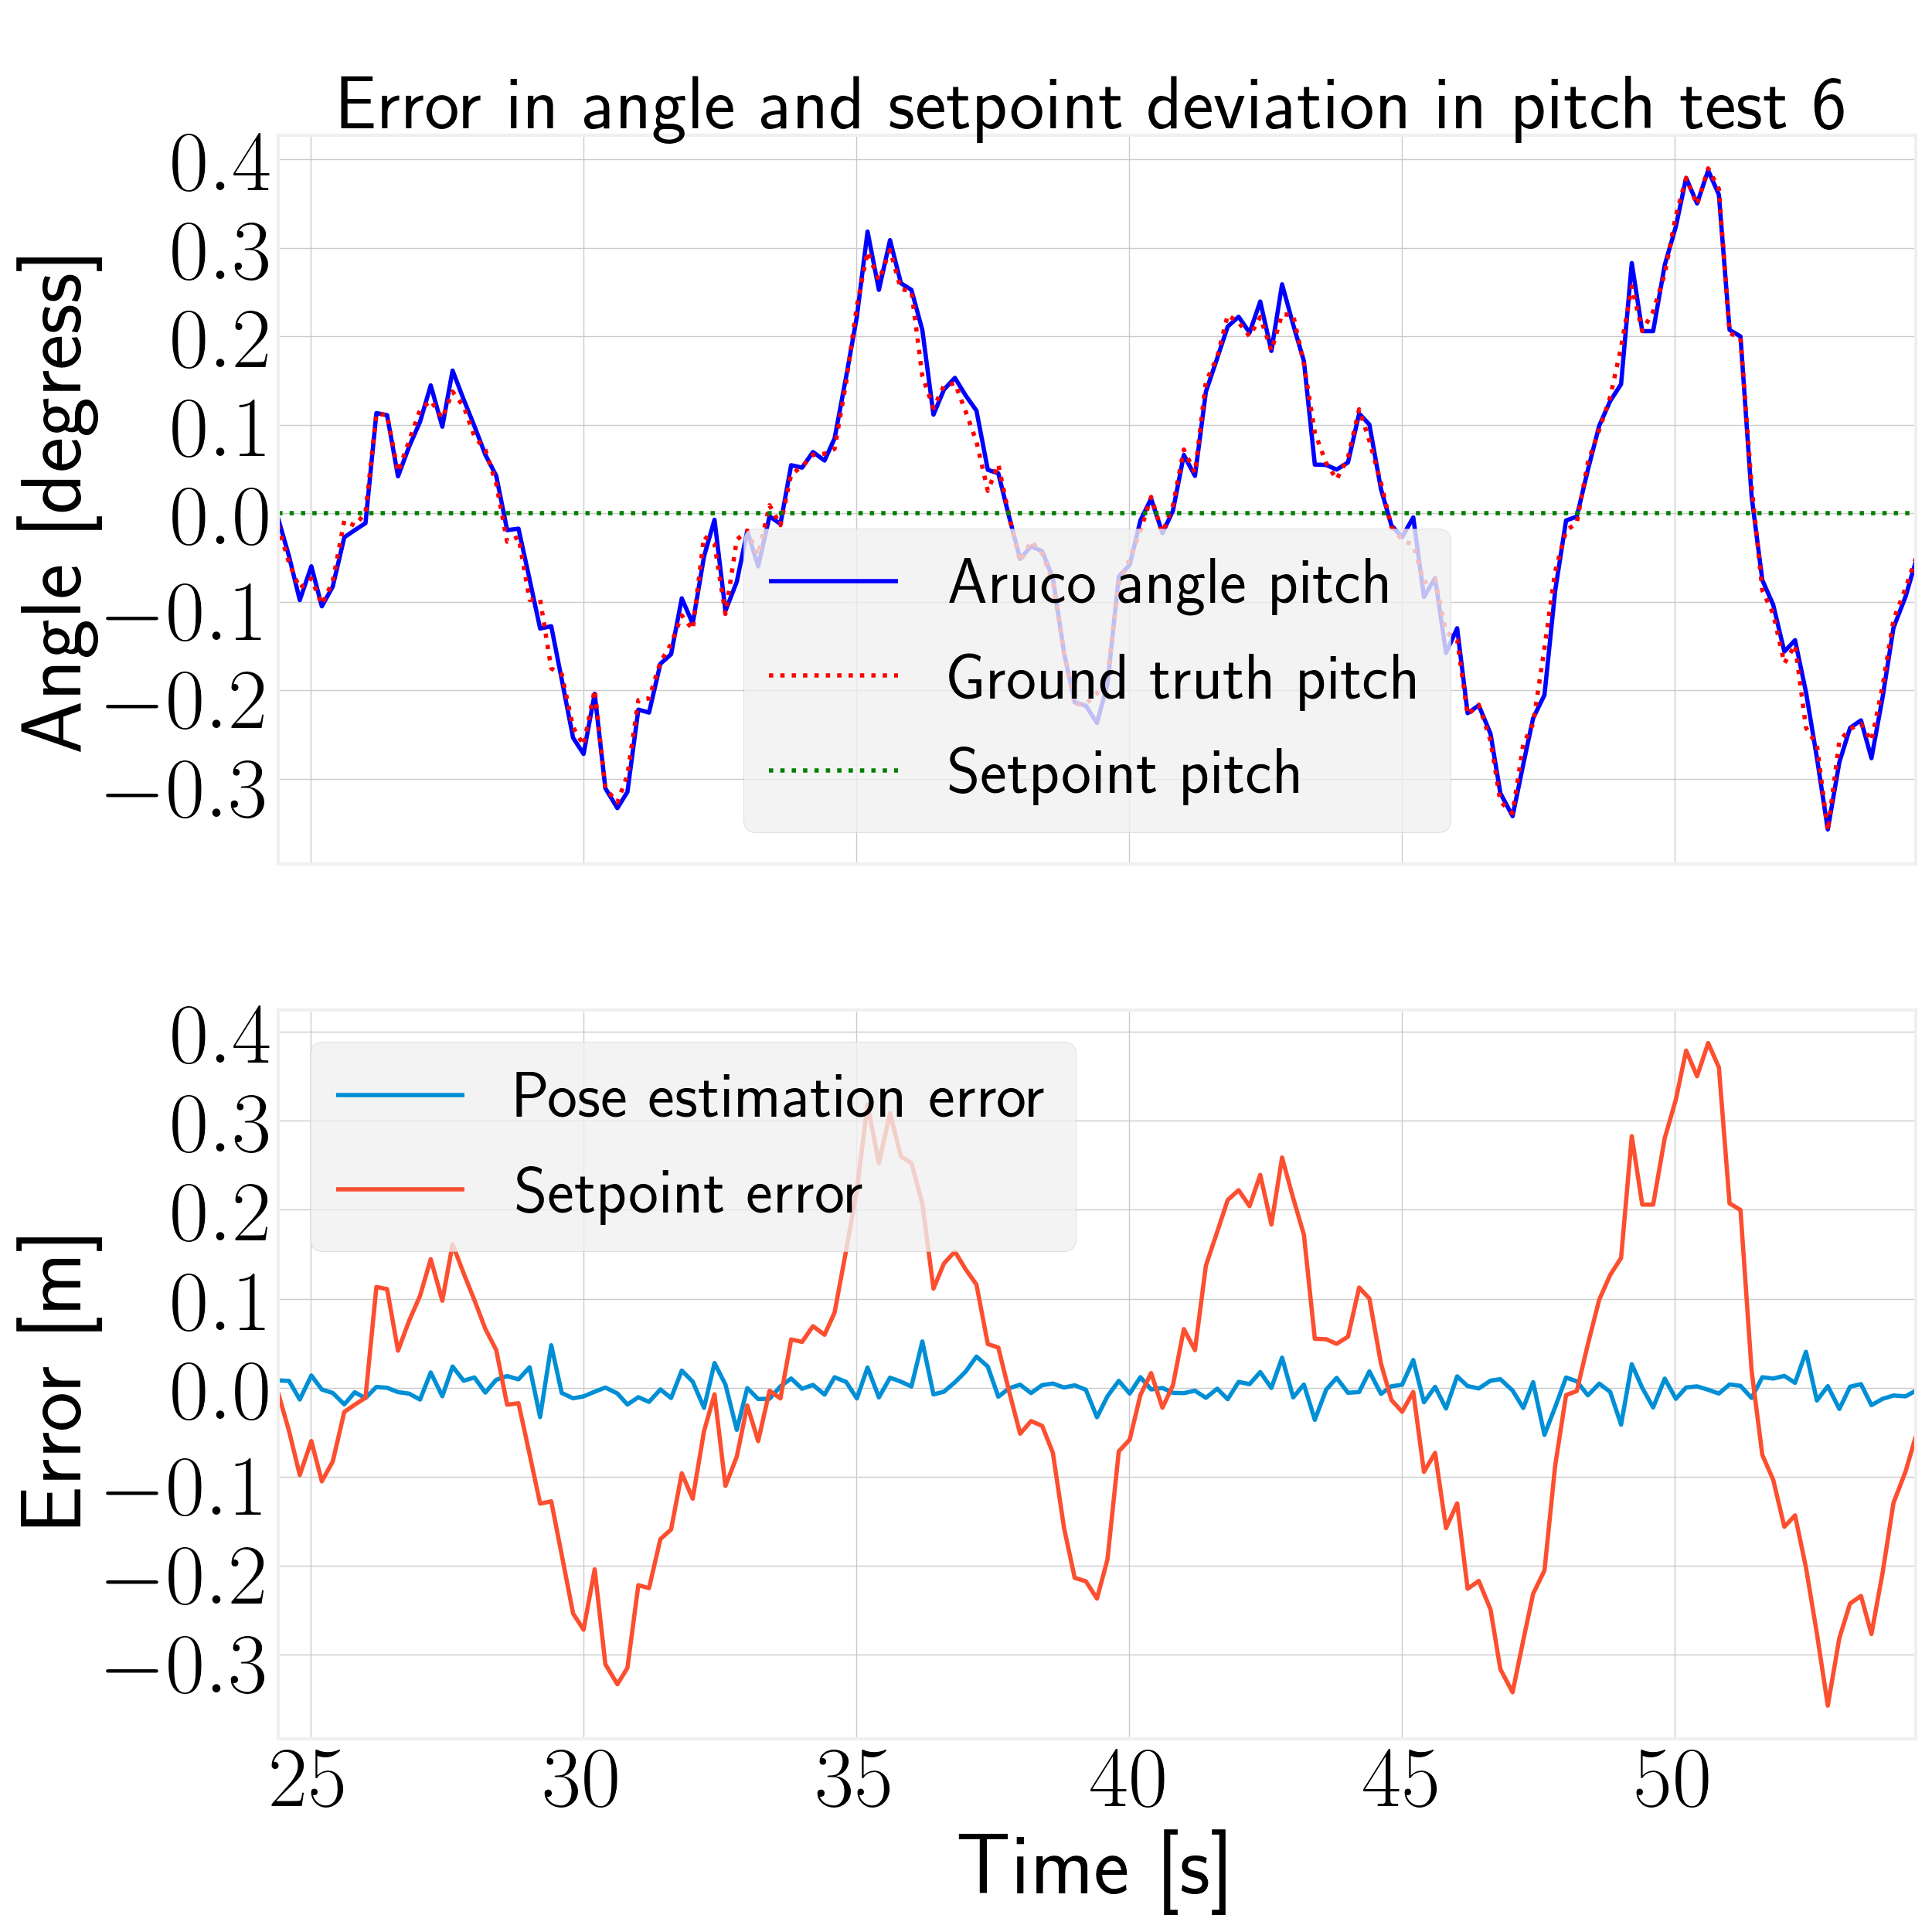 Error in angle and setpoint deviation in pitch test 6
Angle [degress]
0.4
0.3
0.2
0.1
0.0
−0.1
−0.2
−0.3
Aruco angle pitch
Ground truth pitch
Setpoint pitch
Error [m]
0.4
0.3
0.2
0.1
0.0
−0.1
−0.2
−0.3
Pose estimation error
Setpoint error
25 30 35 40 45 50
Time [s]